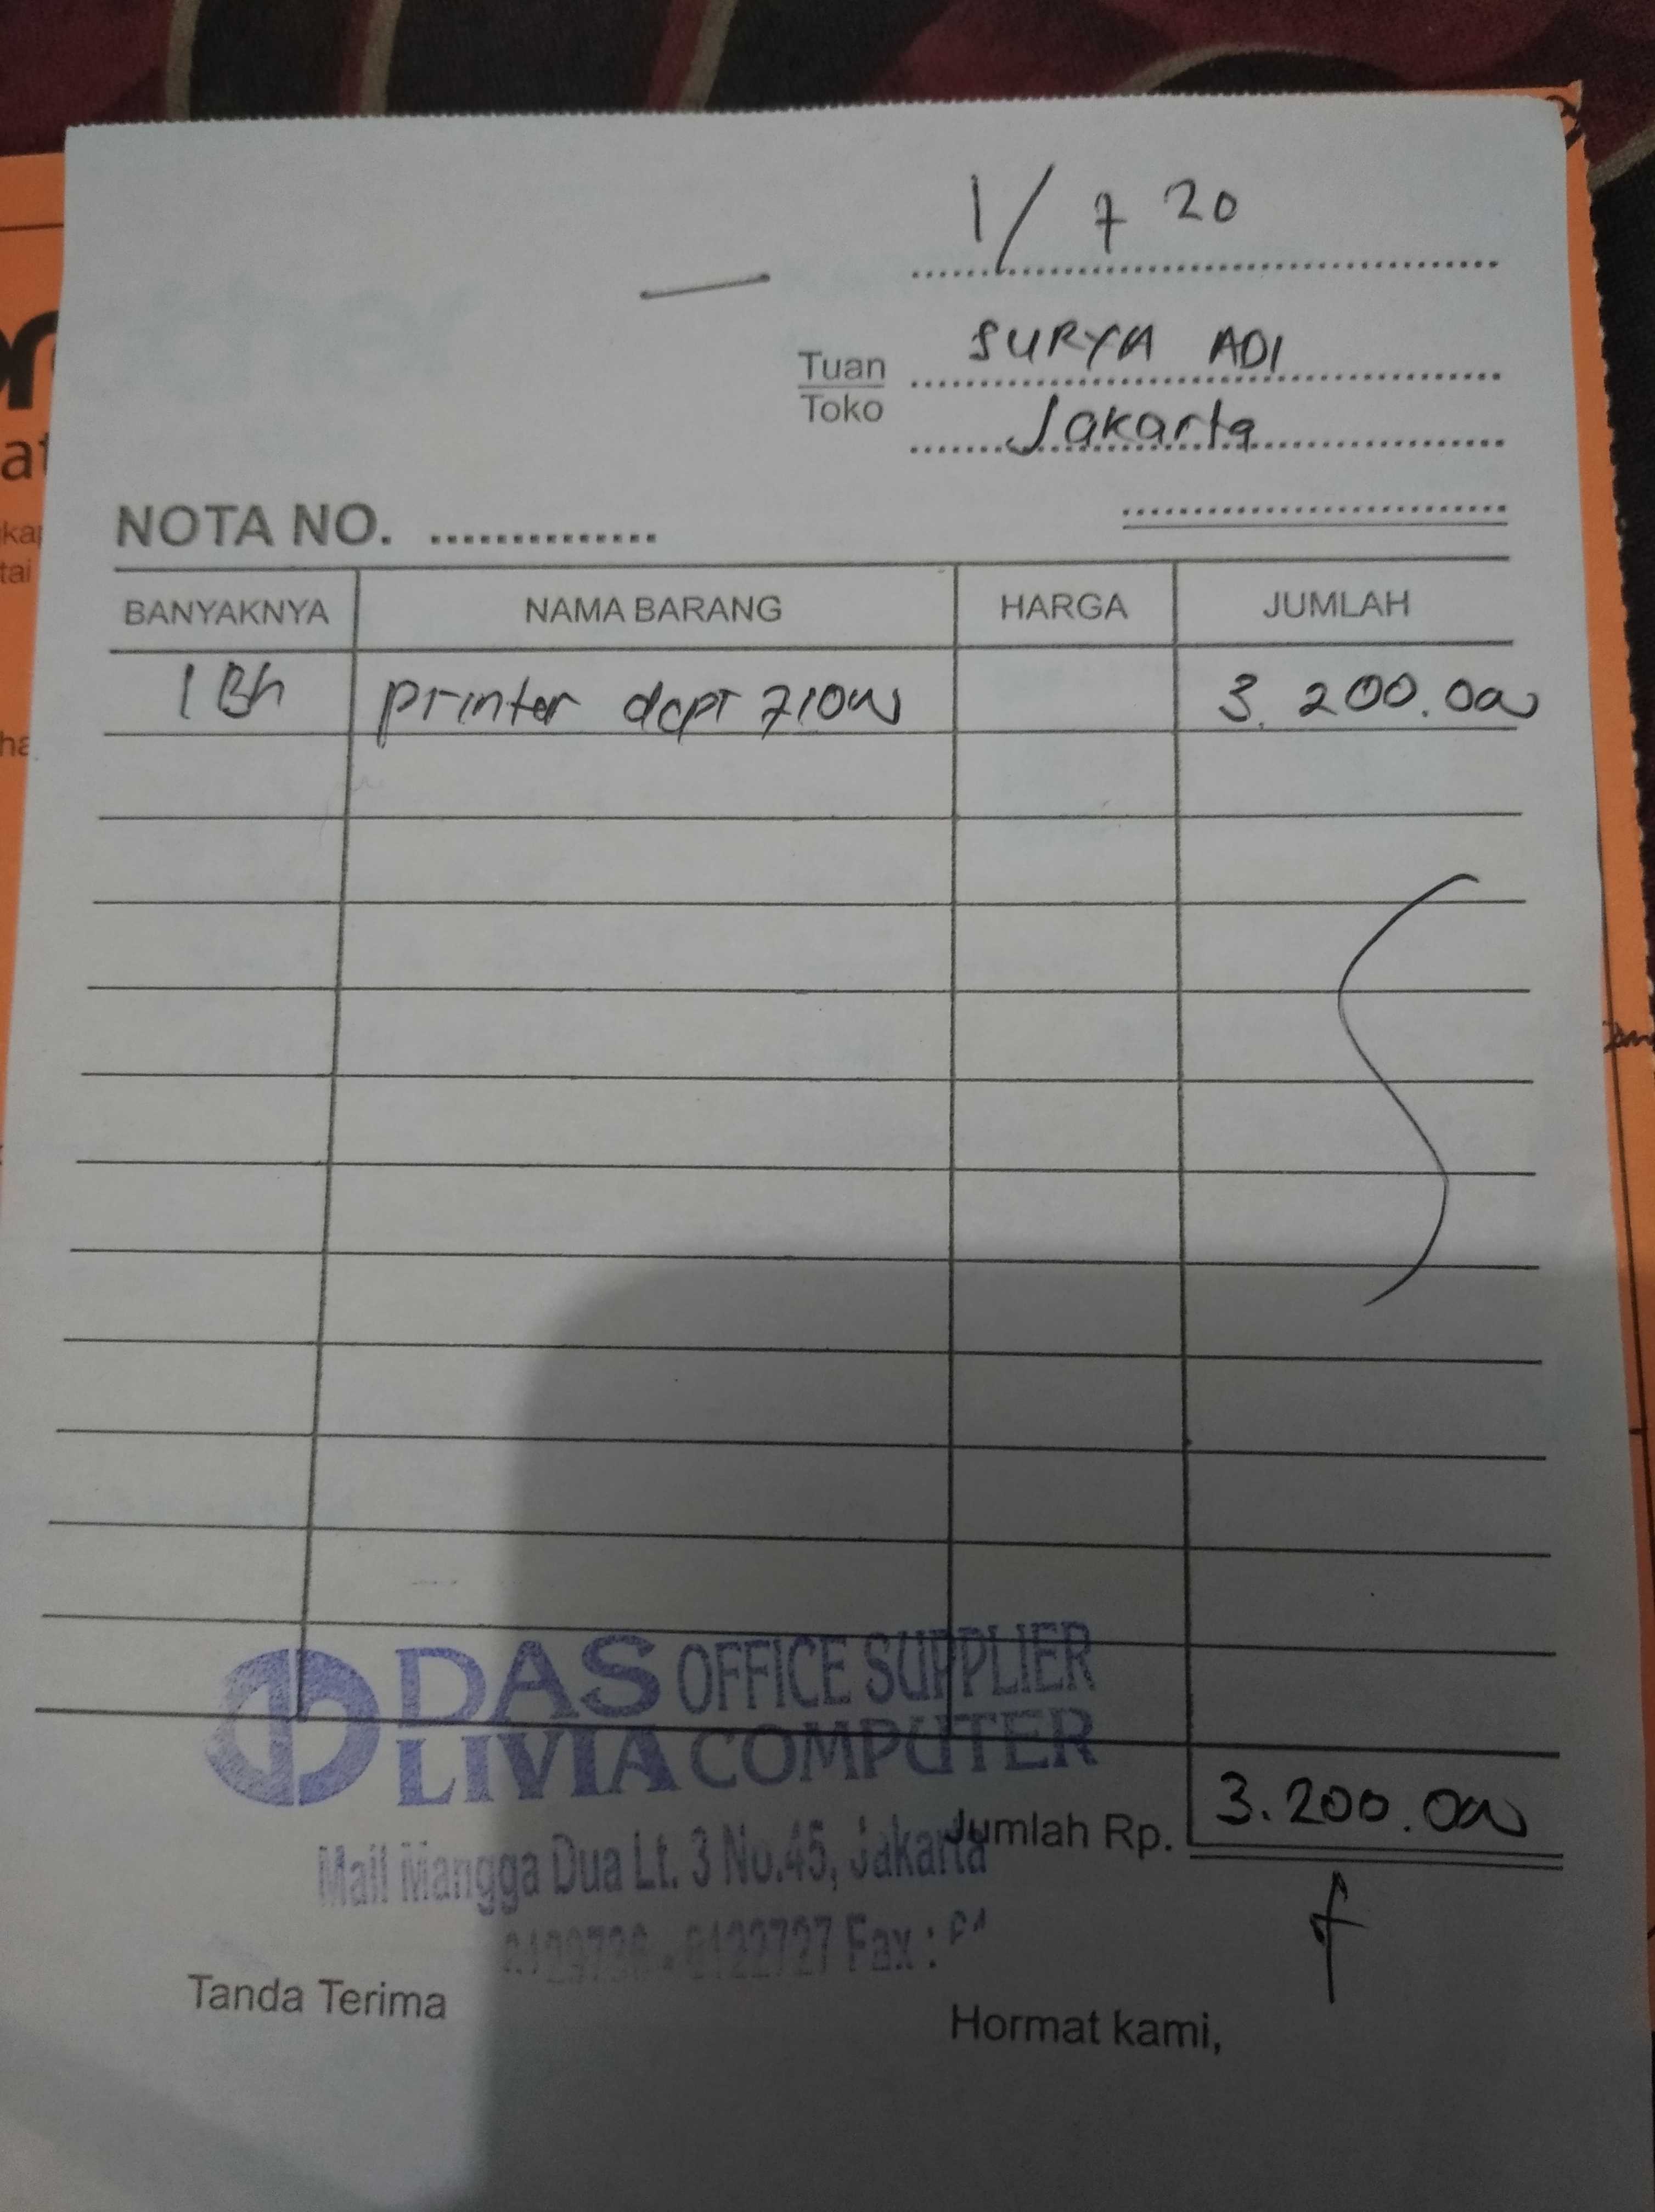 1/7 20
Tuan SURYA ADI
Toko Jakarta
NOTA NO. ...............
BANYAKNYA NAMA BARANG HARGA JUMLAH
1 Bh printer dcpT 710w 3.200.000
DAS OFFICE SUPPLIER
LIVIA COMPUTER
Mall Mangga Dua Lt. 3 No.45, Jakarta
Jumlah Rp. 3.200.000
Fax :
Tanda Terima
Hormat kami,